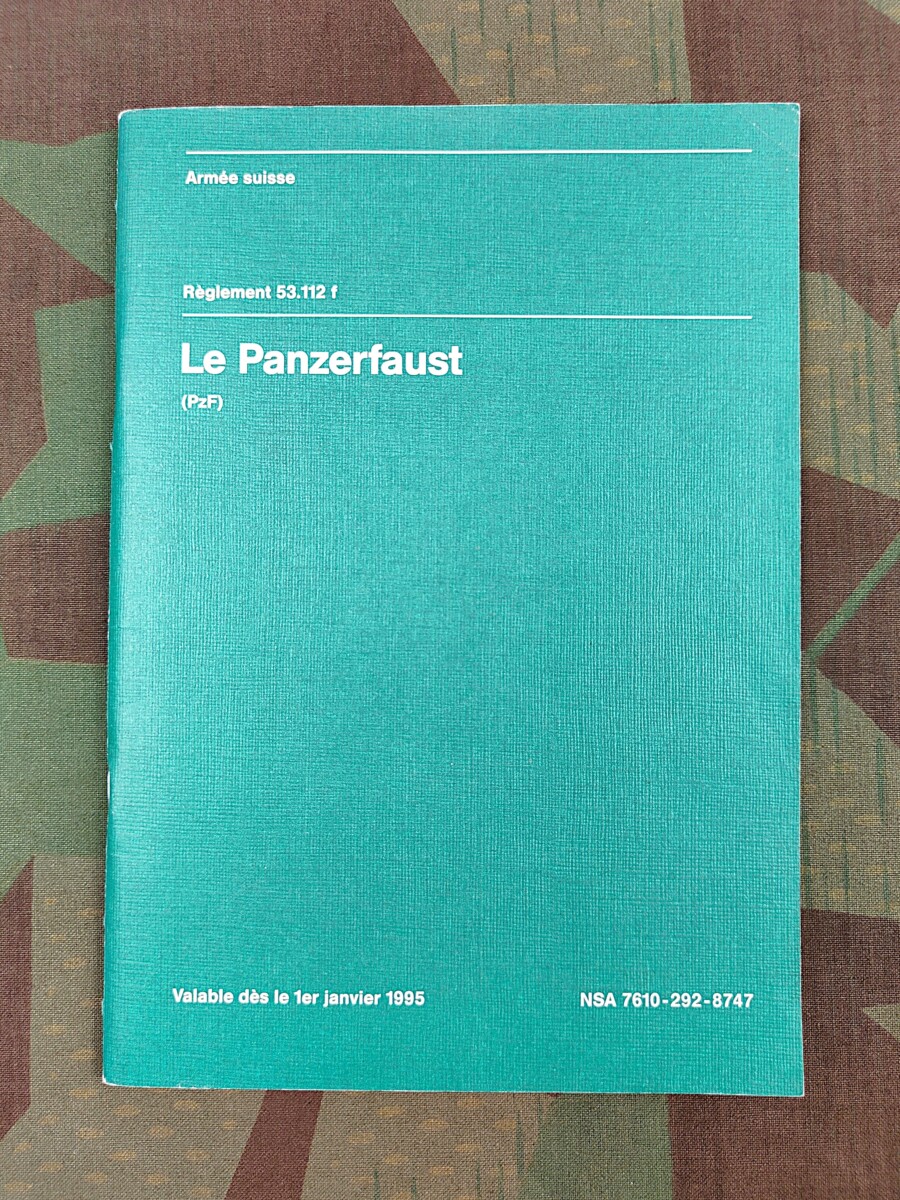 Armée suisse
Règlement 53.112 f
Le Panzerfaust
(PzF)
Valable dès le 1er janvier 1995
NSA 7610-292-8747